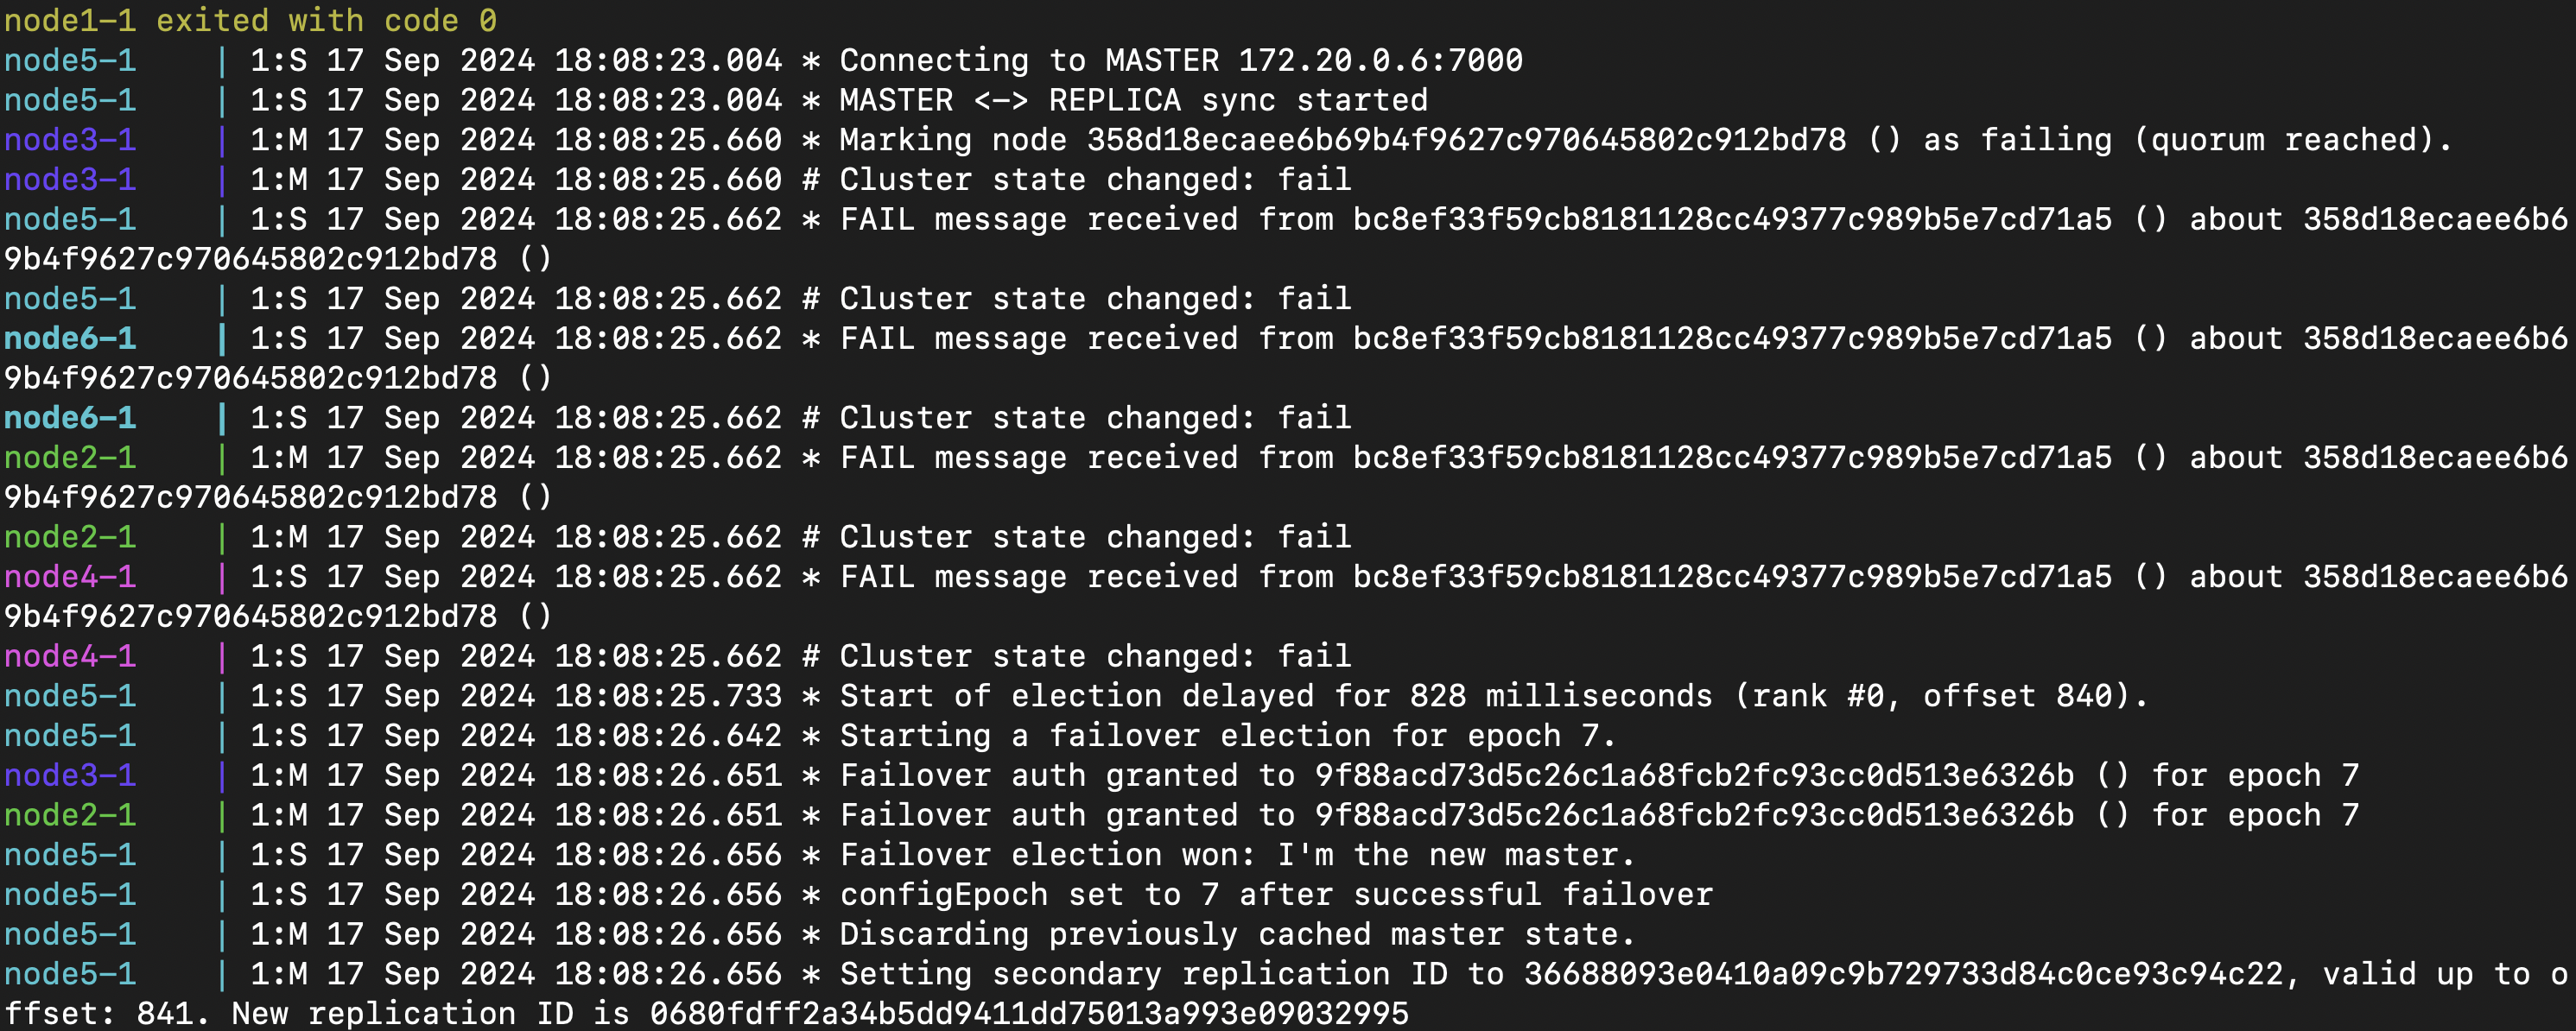 node1-1 exited with code 0
node5-1    | 1:S 17 Sep 2024 18:08:23.004 * Connecting to MASTER 172.20.0.6:7000
node5-1    | 1:S 17 Sep 2024 18:08:23.004 * MASTER <-> REPLICA sync started
node3-1    | 1:M 17 Sep 2024 18:08:25.660 * Marking node 358d18ecaee6b69b4f9627c970645802c912bd78 () as failing (quorum reached).
node3-1    | 1:M 17 Sep 2024 18:08:25.660 # Cluster state changed: fail
node5-1    | 1:S 17 Sep 2024 18:08:25.662 * FAIL message received from bc8ef33f59cb8181128cc49377c989b5e7cd71a5 () about 358d18ecaee6b6
9b4f9627c970645802c912bd78 ()
node5-1    | 1:S 17 Sep 2024 18:08:25.662 # Cluster state changed: fail
node6-1    | 1:S 17 Sep 2024 18:08:25.662 * FAIL message received from bc8ef33f59cb8181128cc49377c989b5e7cd71a5 () about 358d18ecaee6b6
9b4f9627c970645802c912bd78 ()
node6-1    | 1:S 17 Sep 2024 18:08:25.662 # Cluster state changed: fail
node2-1    | 1:M 17 Sep 2024 18:08:25.662 * FAIL message received from bc8ef33f59cb8181128cc49377c989b5e7cd71a5 () about 358d18ecaee6b6
9b4f9627c970645802c912bd78 ()
node2-1    | 1:M 17 Sep 2024 18:08:25.662 # Cluster state changed: fail
node4-1    | 1:S 17 Sep 2024 18:08:25.662 * FAIL message received from bc8ef33f59cb8181128cc49377c989b5e7cd71a5 () about 358d18ecaee6b6
9b4f9627c970645802c912bd78 ()
node4-1    | 1:S 17 Sep 2024 18:08:25.662 # Cluster state changed: fail
node5-1    | 1:S 17 Sep 2024 18:08:25.733 * Start of election delayed for 828 milliseconds (rank #0, offset 840).
node5-1    | 1:S 17 Sep 2024 18:08:26.642 * Starting a failover election for epoch 7.
node3-1    | 1:M 17 Sep 2024 18:08:26.651 * Failover auth granted to 9f88acd73d5c26c1a68fcb2fc93cc0d513e6326b () for epoch 7
node2-1    | 1:M 17 Sep 2024 18:08:26.651 * Failover auth granted to 9f88acd73d5c26c1a68fcb2fc93cc0d513e6326b () for epoch 7
node5-1    | 1:S 17 Sep 2024 18:08:26.656 * Failover election won: I'm the new master.
node5-1    | 1:S 17 Sep 2024 18:08:26.656 * configEpoch set to 7 after successful failover
node5-1    | 1:M 17 Sep 2024 18:08:26.656 * Discarding previously cached master state.
node5-1    | 1:M 17 Sep 2024 18:08:26.656 * Setting secondary replication ID to 36688093e0410a09c9b729733d84c0ce93c94c22, valid up to o
ffset: 841. New replication ID is 0680fdff2a34b5dd9411dd75013a993e09032995